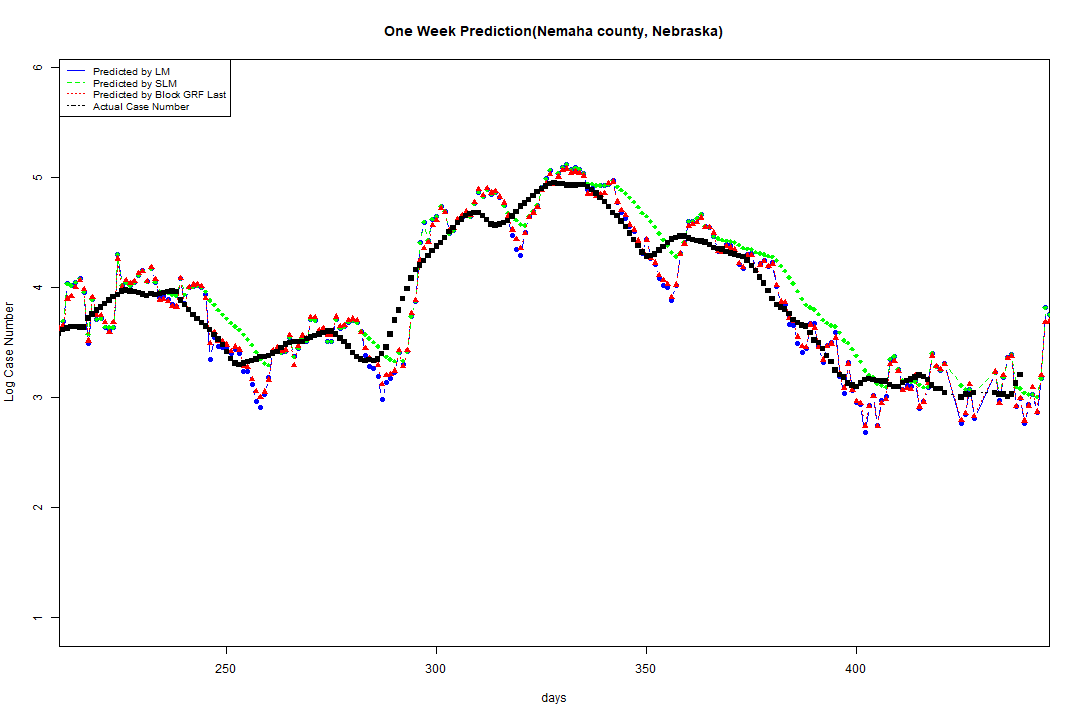 One Week Prediction(Nemaha county, Nebraska)
Predicted by LM
Predicted by SLM
Predicted by Block GRF Last
Actual Case Number
6
5
4
3
2
1
Log Case Number
250
300
350
400
days